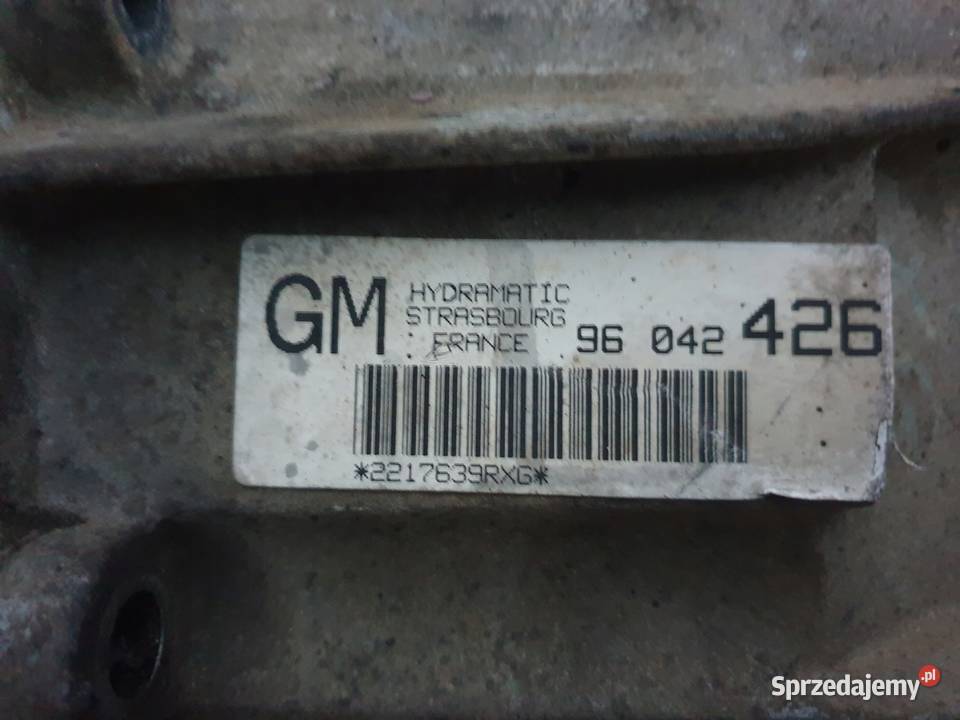 GM HYDRAMATIC
STRASBOURG
FRANCE 96 042 426
*2217639RXG*
Sprzedajemy.pl